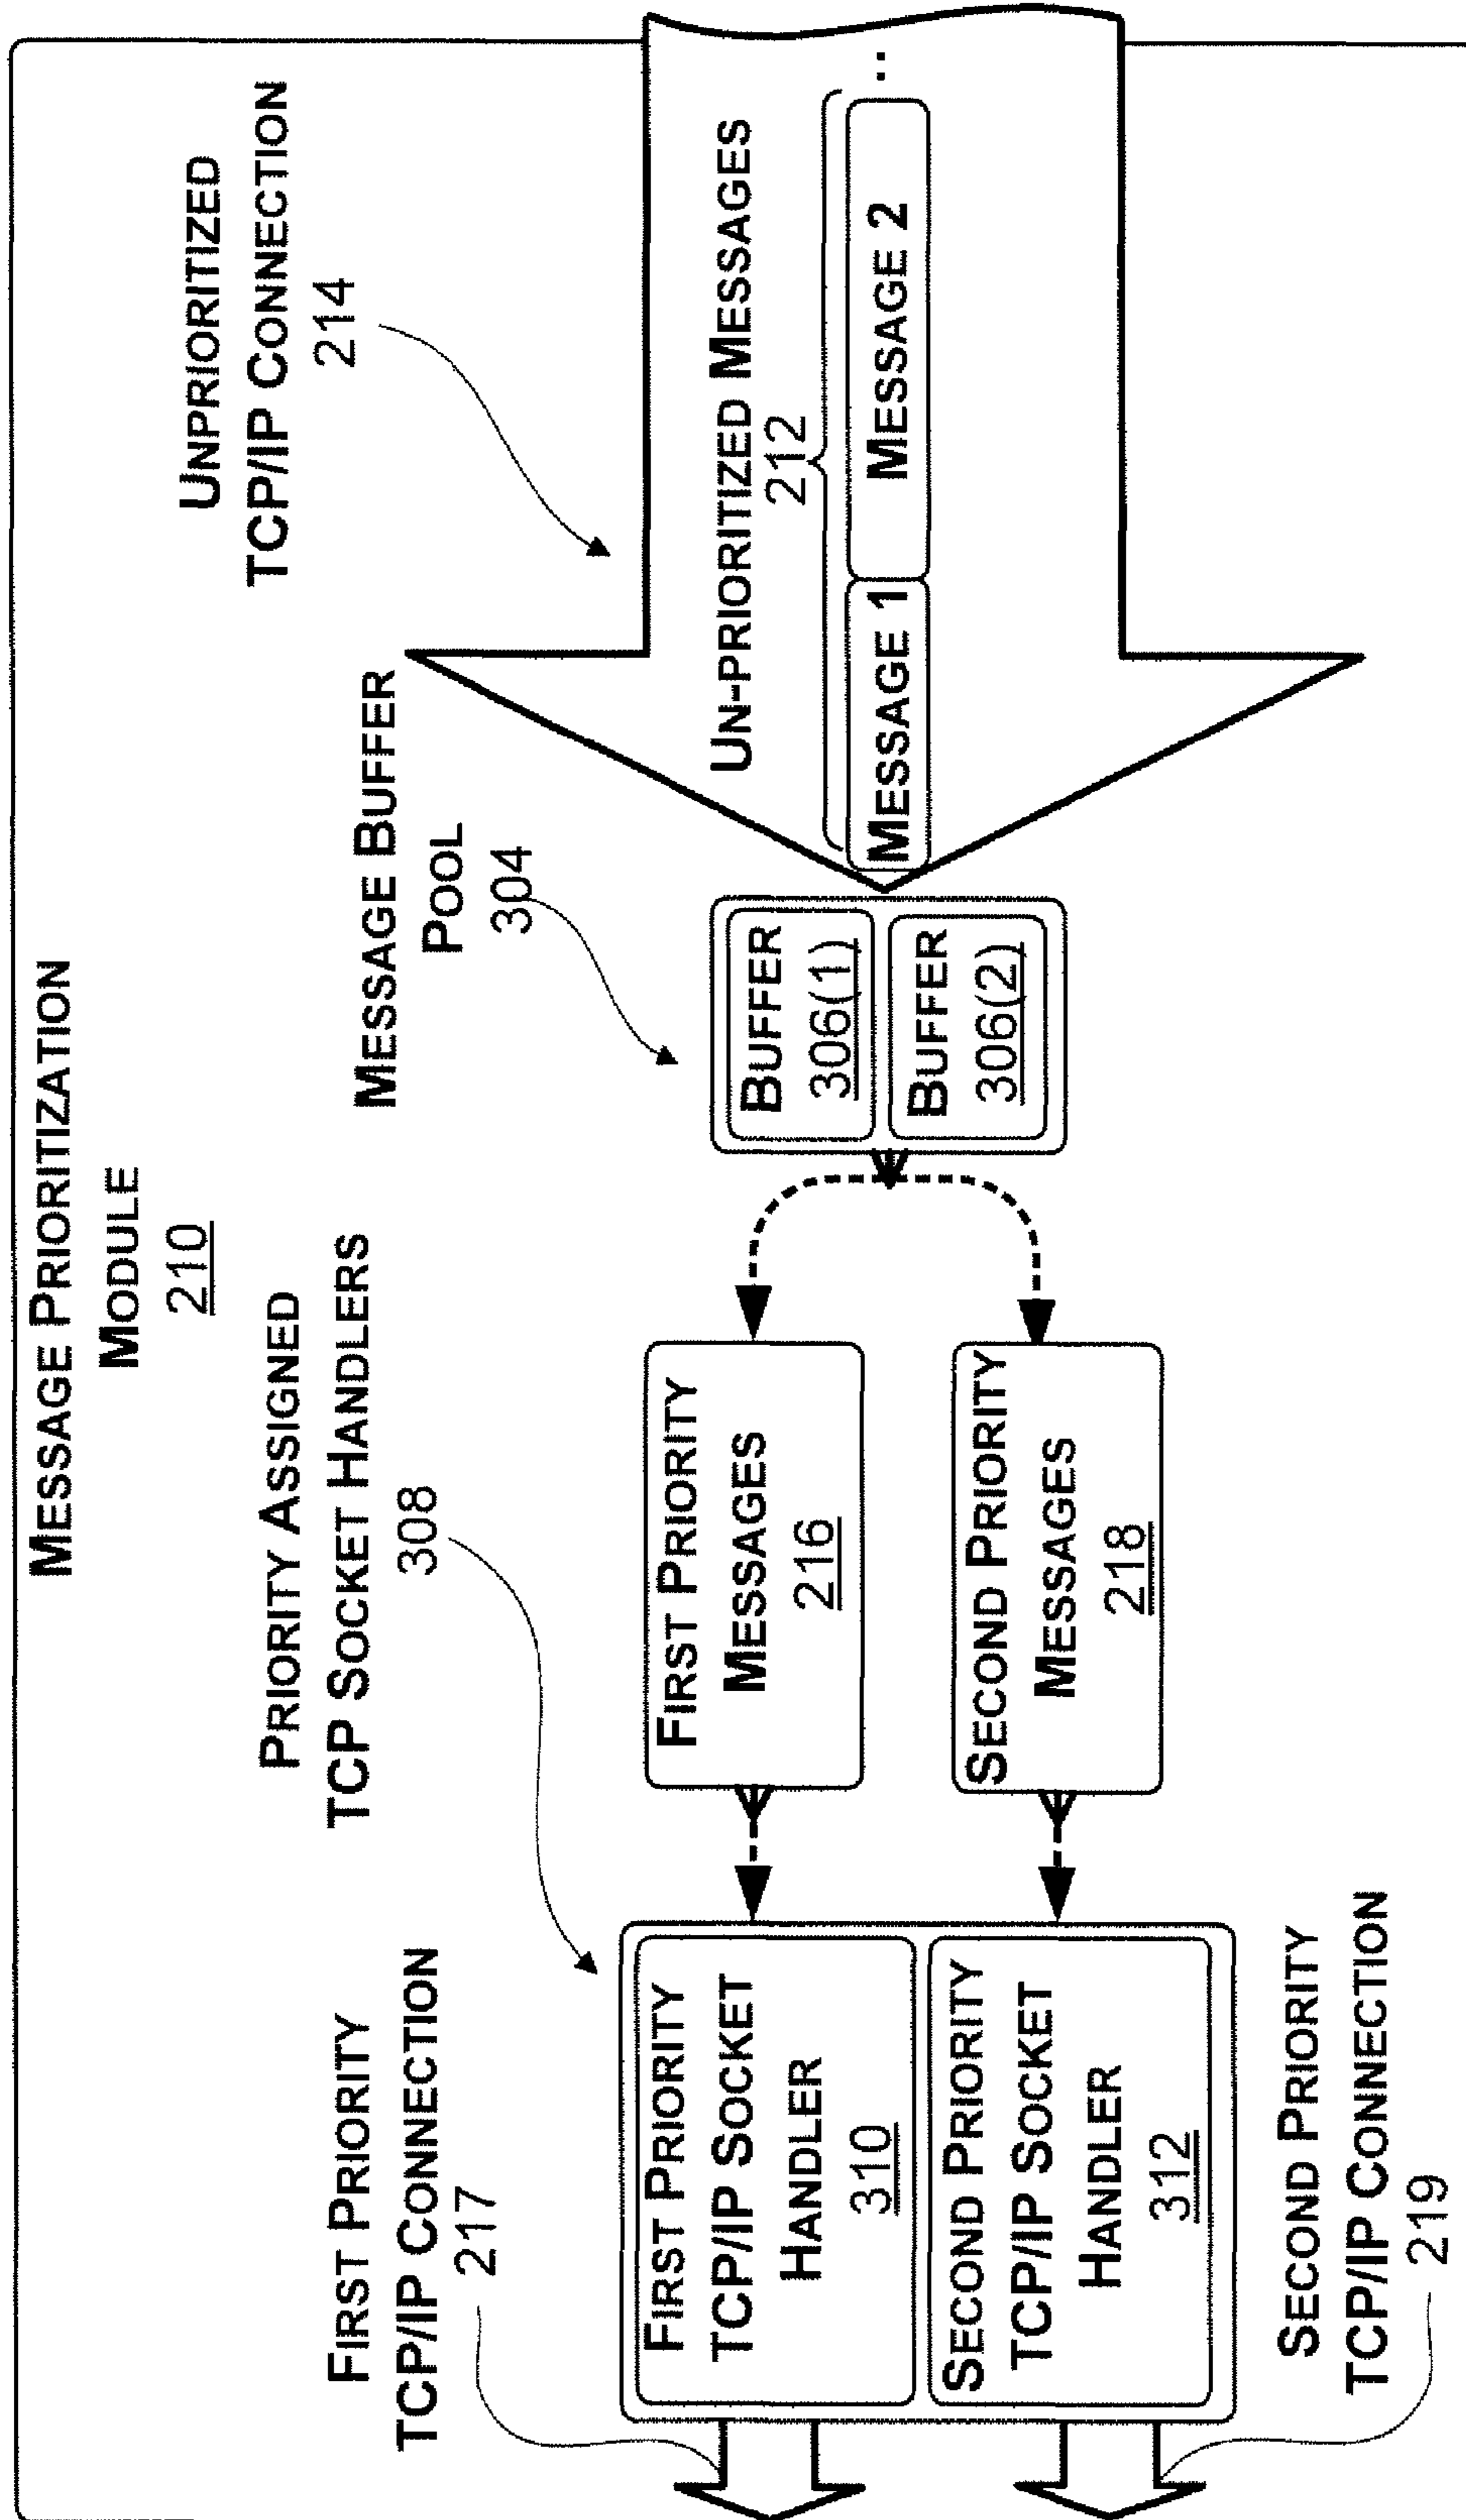 MESSAGE PRIORITIZATION
MODULE
210
UNPRIORITIZED
TCP/IP CONNECTION
214
MESSAGE BUFFER
POOL
304
PRIORITY ASSIGNED
TCP SOCKET HANDLERS
308
FIRST PRIORITY
TCP/IP CONNECTION
217
UN-PRIORITIZED MESSAGES
212
MESSAGE 1
MESSAGE 2
..
BUFFER
306(1)
BUFFER
306(2)
FIRST PRIORITY
MESSAGES
216
SECOND PRIORITY
MESSAGES
218
FIRST PRIORITY
TCP/IP SOCKET
HANDLER
310
SECOND PRIORITY
TCP/IP SOCKET
HANDLER
312
SECOND PRIORITY
TCP/IP CONNECTION
219